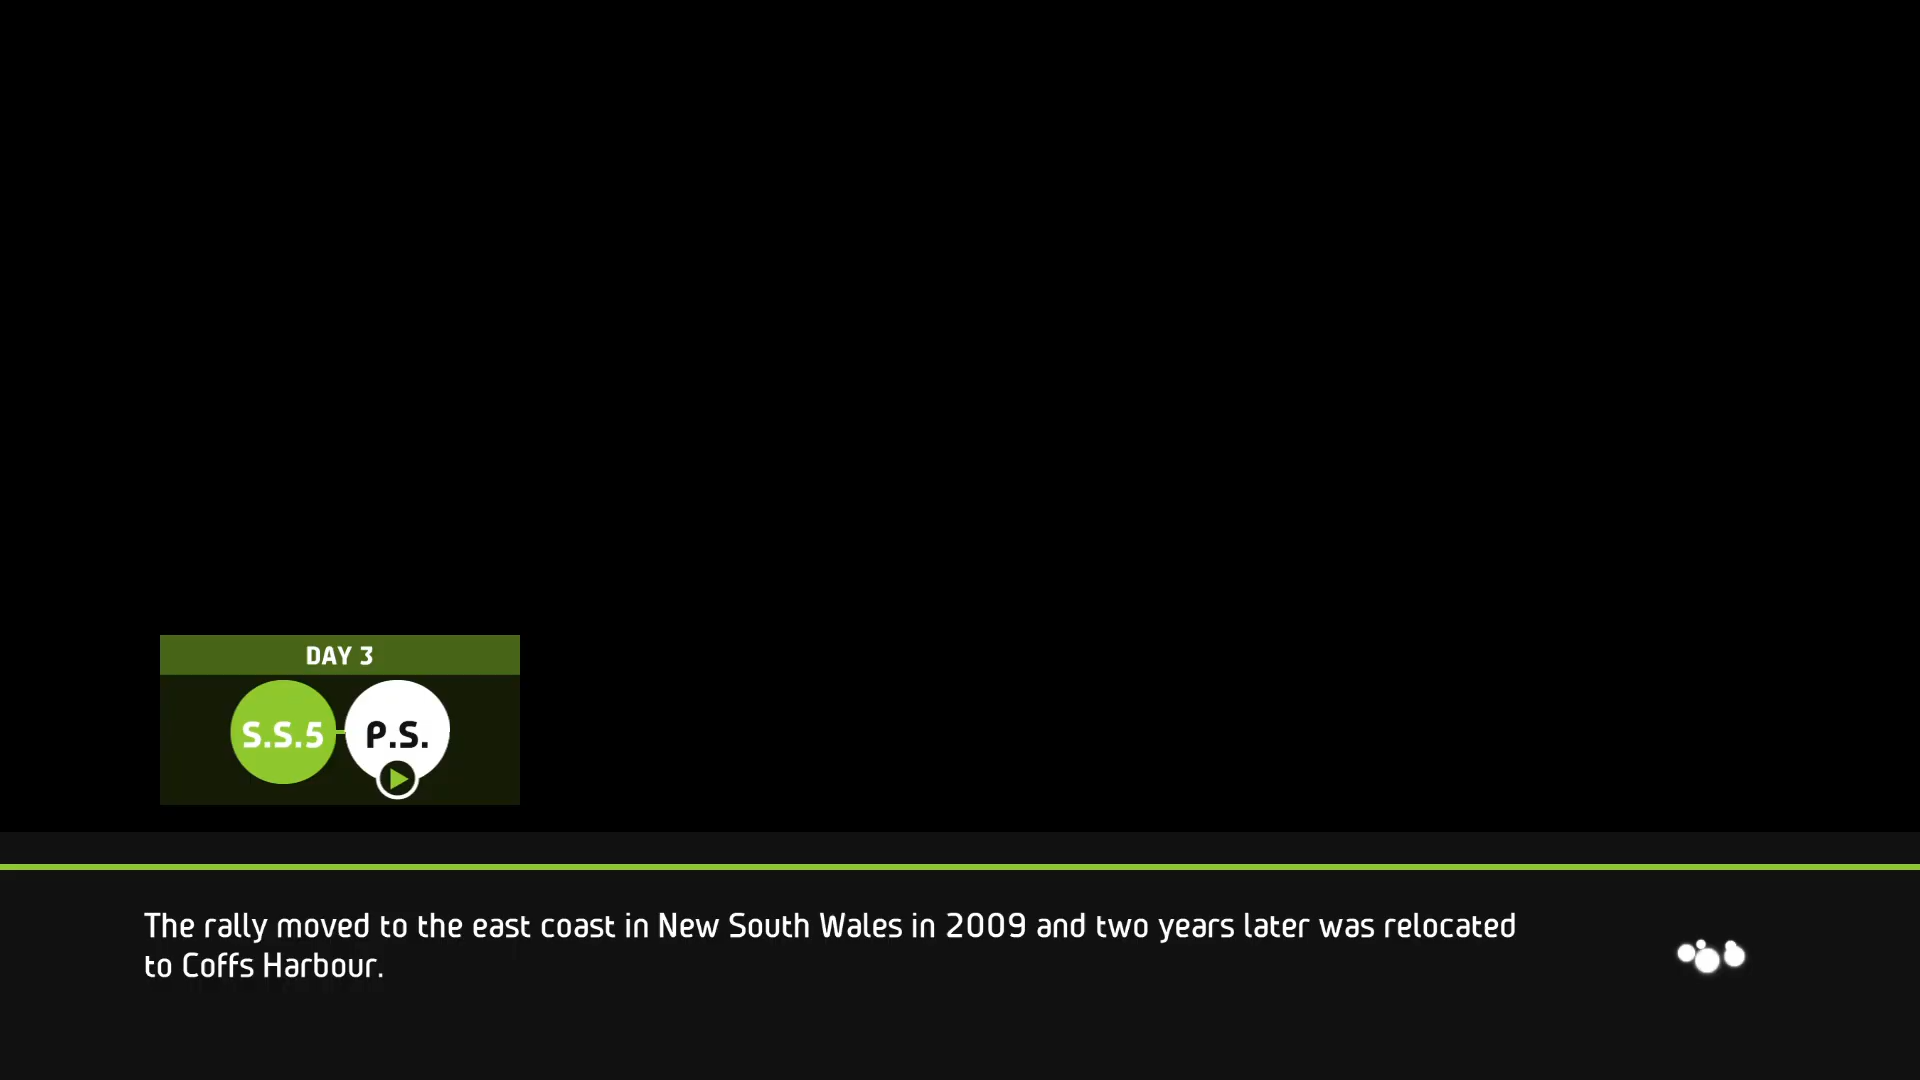 DAY 3
S.S.5 P.S.
The rally moved to the east coast in New South Wales in 2009 and two years later was relocated
to Coffs Harbour.